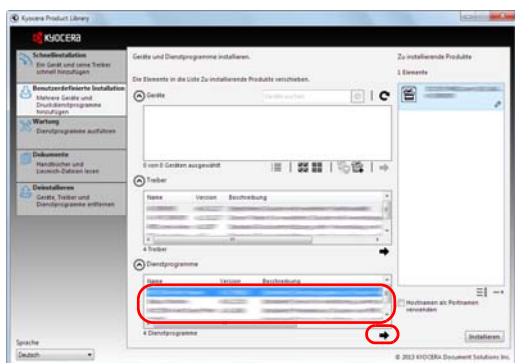 Kyocera Product Library
KYOCERA
Schnellinstallation
Ein Gerät und seine Treiber
schnell hinzufügen
Benutzerdefinierte Installation
Mehrere Geräte und
Druckdienstprogramme
hinzufügen
Wartung
Dienstprogramme ausführen
Dokumente
Handbücher und
Liesmich-Dateien lesen
Deinstallieren
Geräte, Treiber und
Dienstprogramme entfernen
Sprache
Deutsch
Geräte und Dienstprogramme installieren.
Die Elemente in die Liste Zu installierende Produkte verschieben.
Geräte
Geräte suchen
0 von 0 Geräten ausgewählt
Treiber
Name Version Beschreibung
4 Treiber
Dienstprogramme
Name Version Beschreibung
4 Dienstprogramme
Zu installierende Produkte
1 Elemente
Hostnamen als Portnamen
verwenden
Installieren
© 2013 KYOCERA Document Solutions Inc.